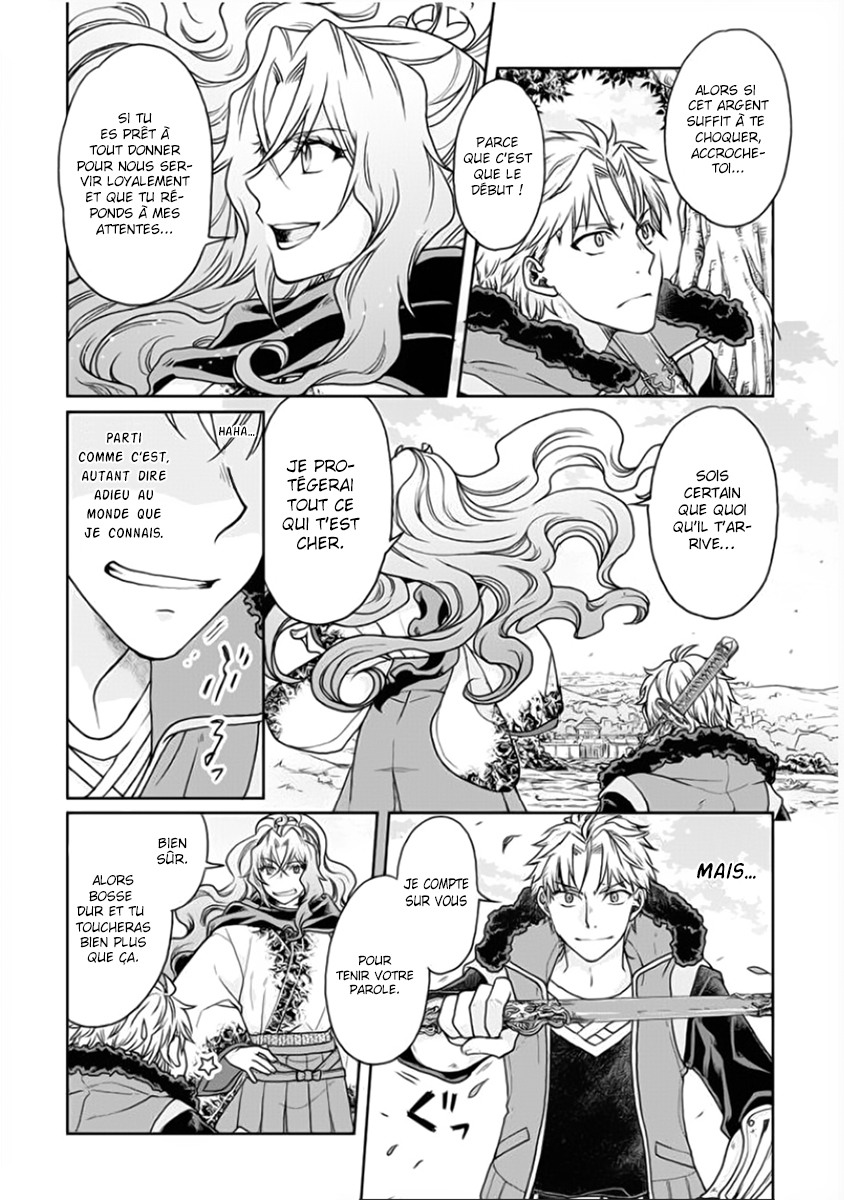 ALORS SI
CET ARGENT
SUFFIT À TE
CHOQUER,
ACCROCHE-
TOI...
PARCE
QUE C'EST
QUE LE
DÉBUT !
SI TU
ES PRÊT À
TOUT DONNER
POUR NOUS SER-
VIR LOYALEMENT
ET QUE TU RÉ-
PONDS À MES
ATTENTES...
SOIS
CERTAIN
QUE QUOI
QU'IL T'AR-
RIVE...
JE PRO-
TÉGERAI
TOUT CE
QUI T'EST
CHER.
HAHA...
PARTI
COMME C'EST,
AUTANT DIRE
ADIEU AU
MONDE QUE
JE CONNAIS.
MAIS...
JE COMPTE
SUR VOUS
POUR
TENIR VOTRE
PAROLE.
ぐっ
BIEN
SÛR.
ALORS
BOSSE
DUR ET TU
TOUCHERAS
BIEN PLUS
QUE ÇA.